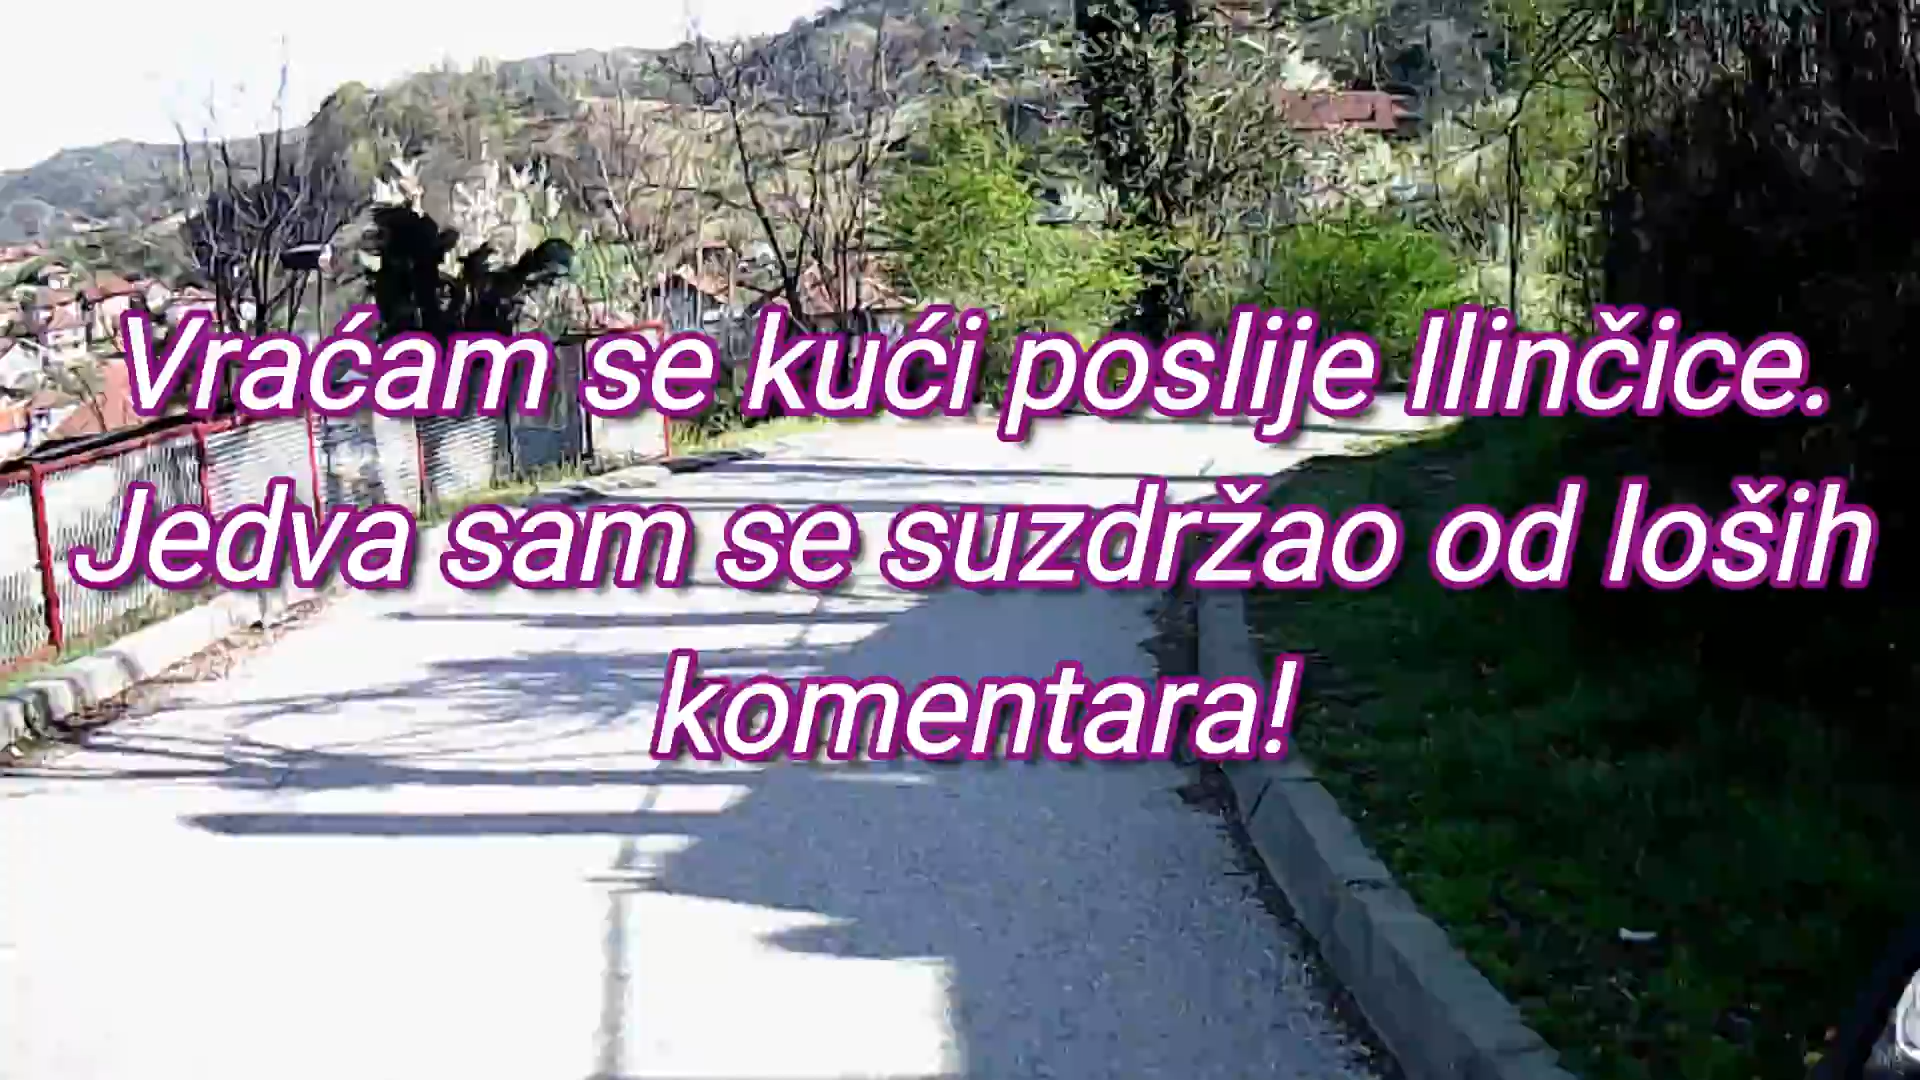 Vraćam se kući poslije Ilinčice.
Jedva sam se suzdržao od loših
komentara!